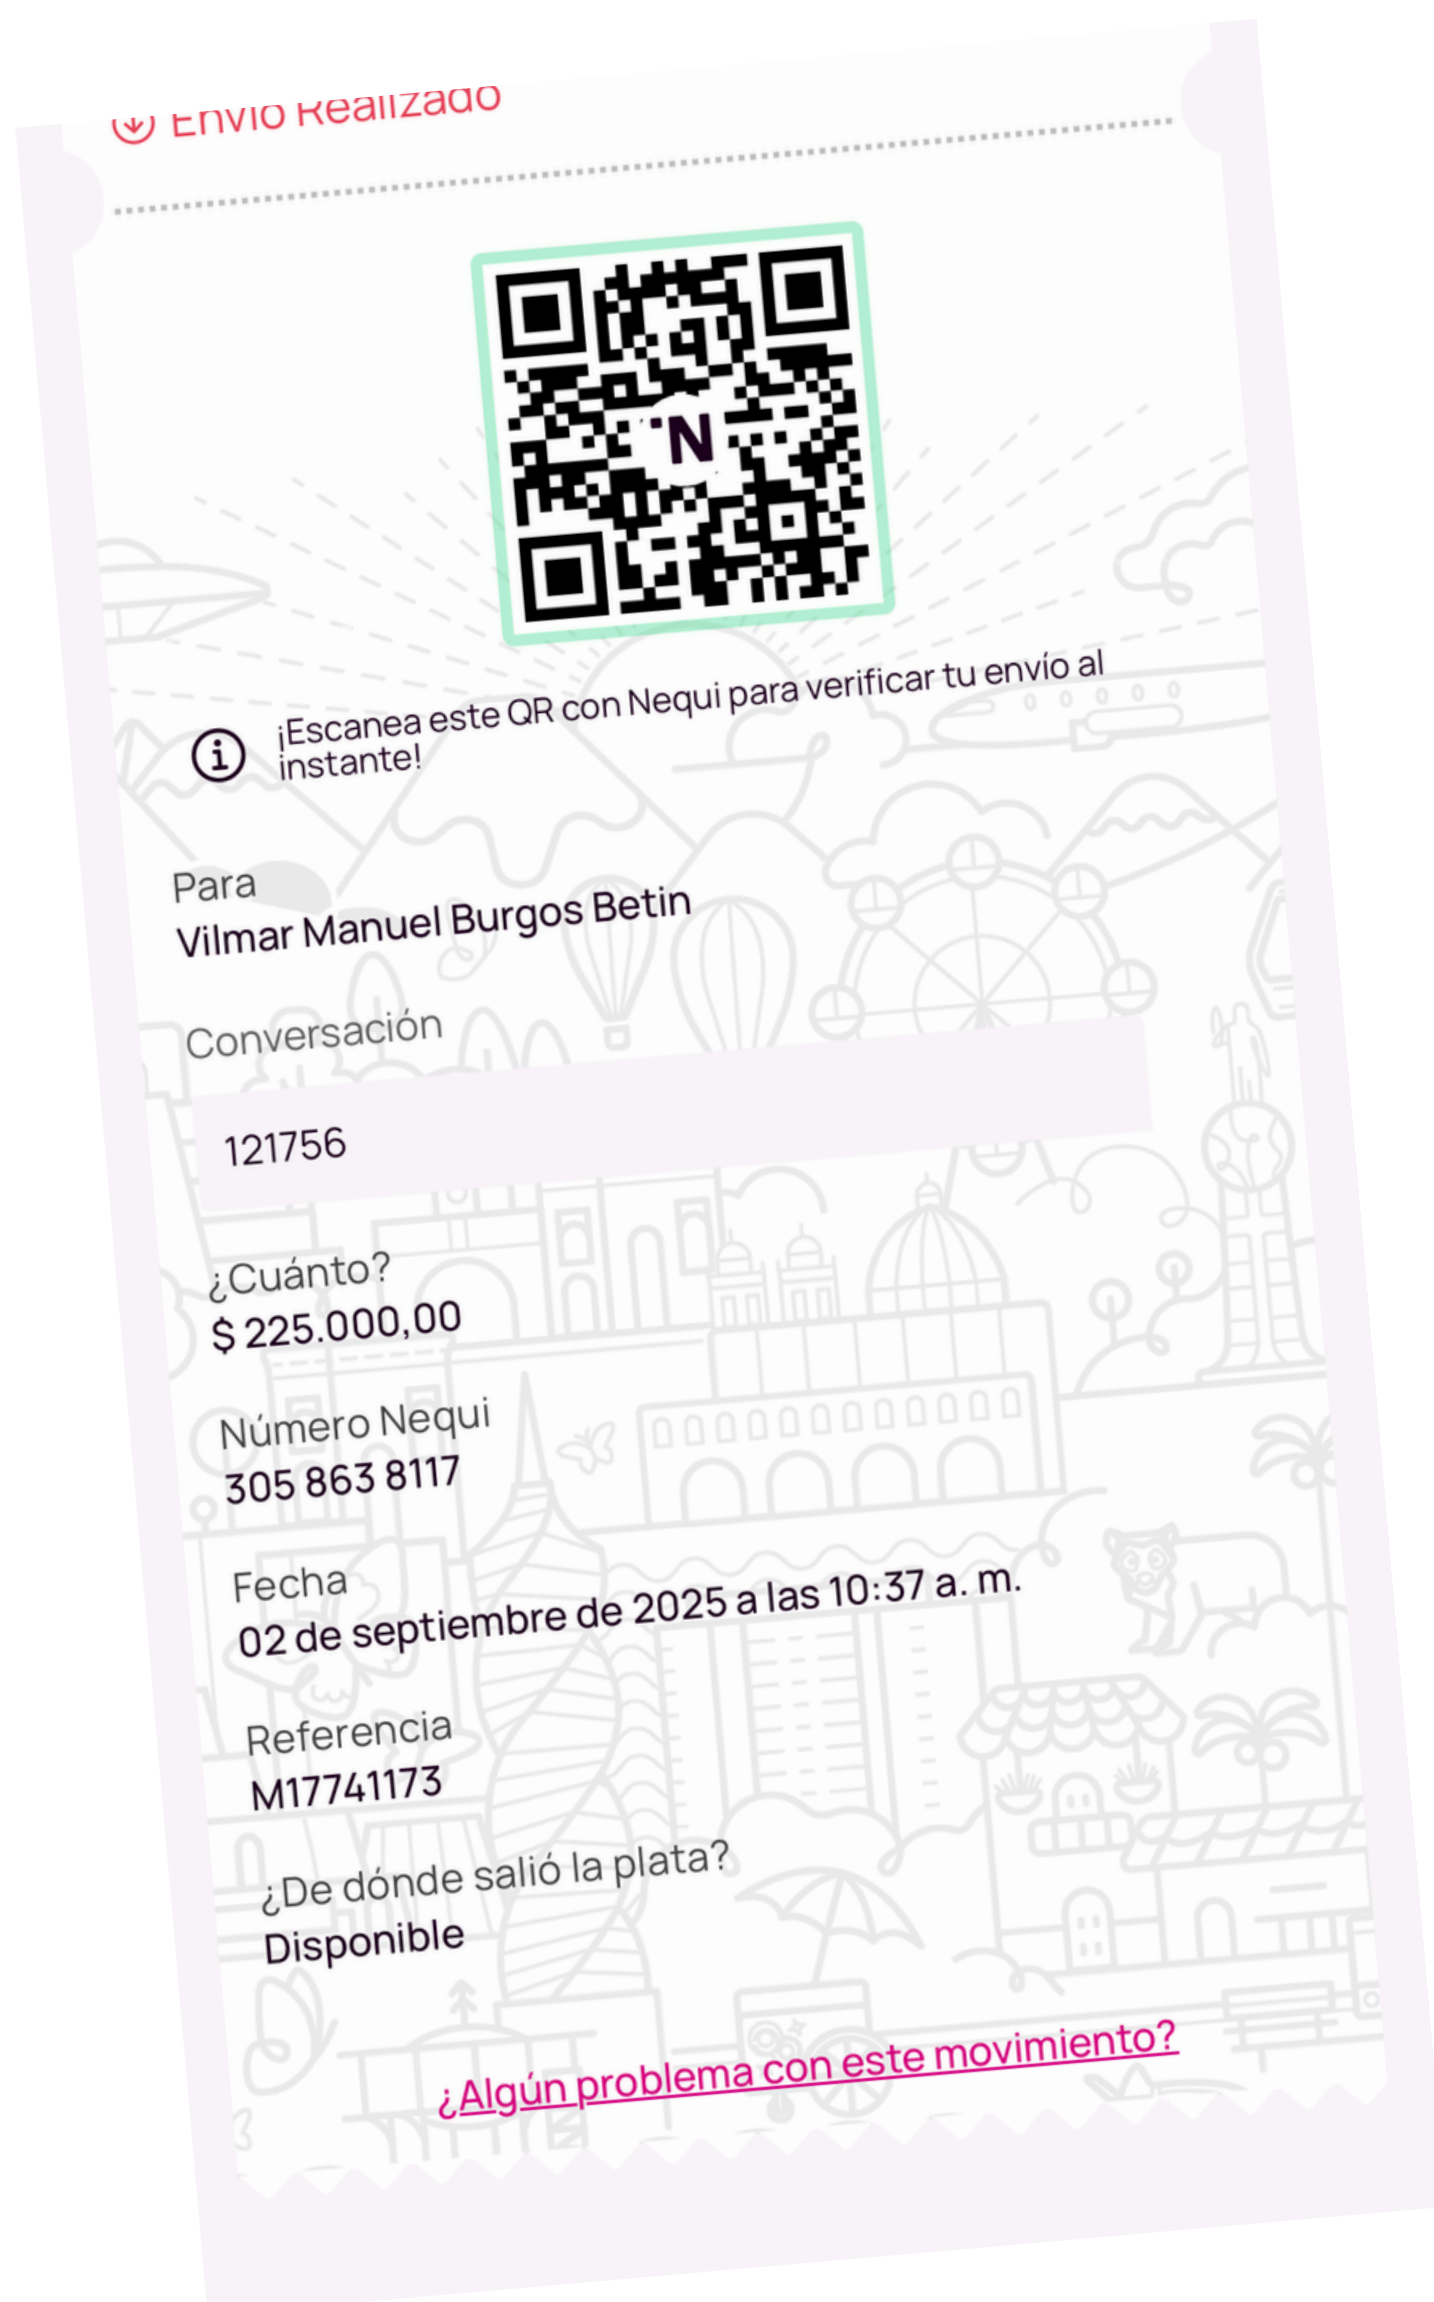 Envío Realizado
N
¡Escanea este QR con Nequi para verificar tu envío al
instante!
Para
Vilmar Manuel Burgos Betin
Conversación
121756
¿Cuánto?
$ 225.000,00
Número Nequi
305 863 8117
Fecha
02 de septiembre de 2025 a las 10:37 a. m.
Referencia
M17741173
¿De dónde salió la plata?
Disponible
¿Algún problema con este movimiento?